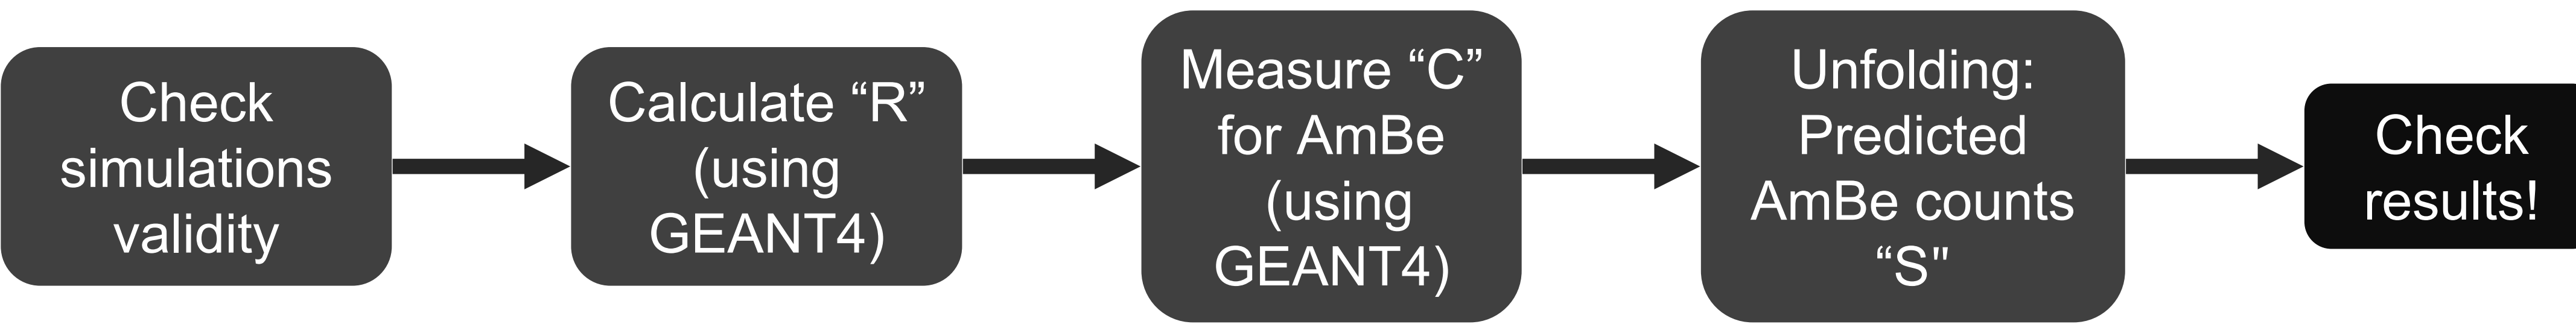 Check
simulations
validity
Calculate “R”
(using
GEANT4)
Measure “C”
for AmBe
(using
GEANT4)
Unfolding:
Predicted
AmBe counts
“S"
Check
results!